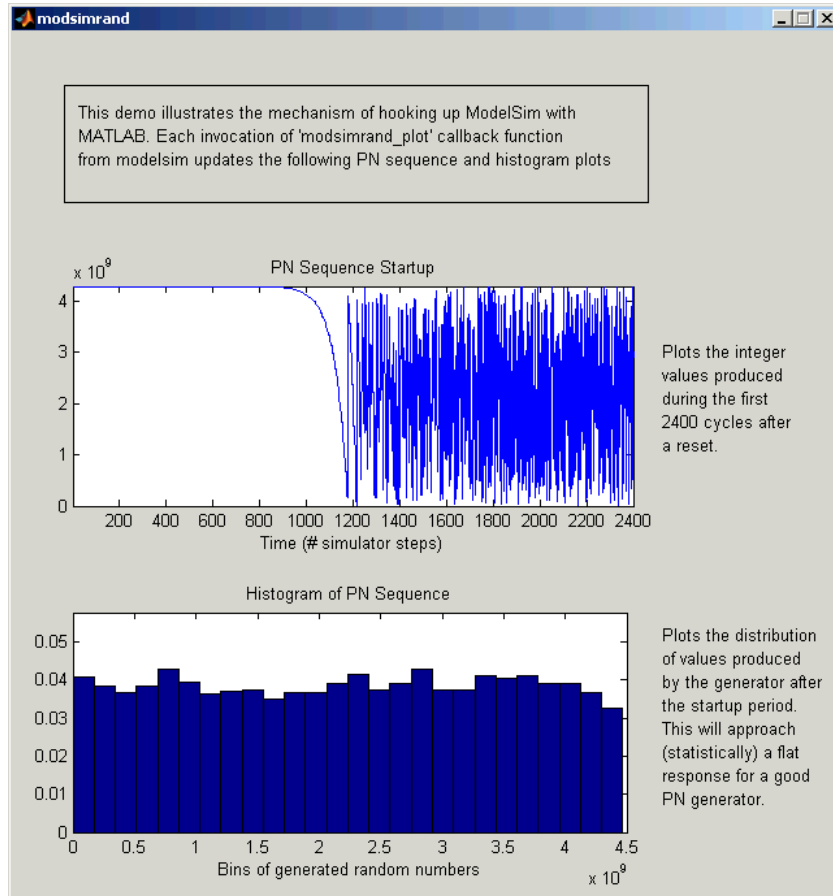 modsimrand
This demo illustrates the mechanism of hooking up ModelSim with
MATLAB. Each invocation of 'modsimrand_plot' callback function
from modelsim updates the following PN sequence and histogram plots
x 10^9
PN Sequence Startup
4
3
2
1
0
200 400 600 800 1000 1200 1400 1600 1800 2000 2200 2400
Time (# simulator steps)
Plots the integer
values produced
during the first
2400 cycles after
a reset.
Histogram of PN Sequence
0.05
0.04
0.03
0.02
0.01
0
0 0.5 1 1.5 2 2.5 3 3.5 4 4.5
Bins of generated random numbers
x 10^9
Plots the distribution
of values produced
by the generator after
the startup period.
This will approach
(statistically) a flat
response for a good
PN generator.